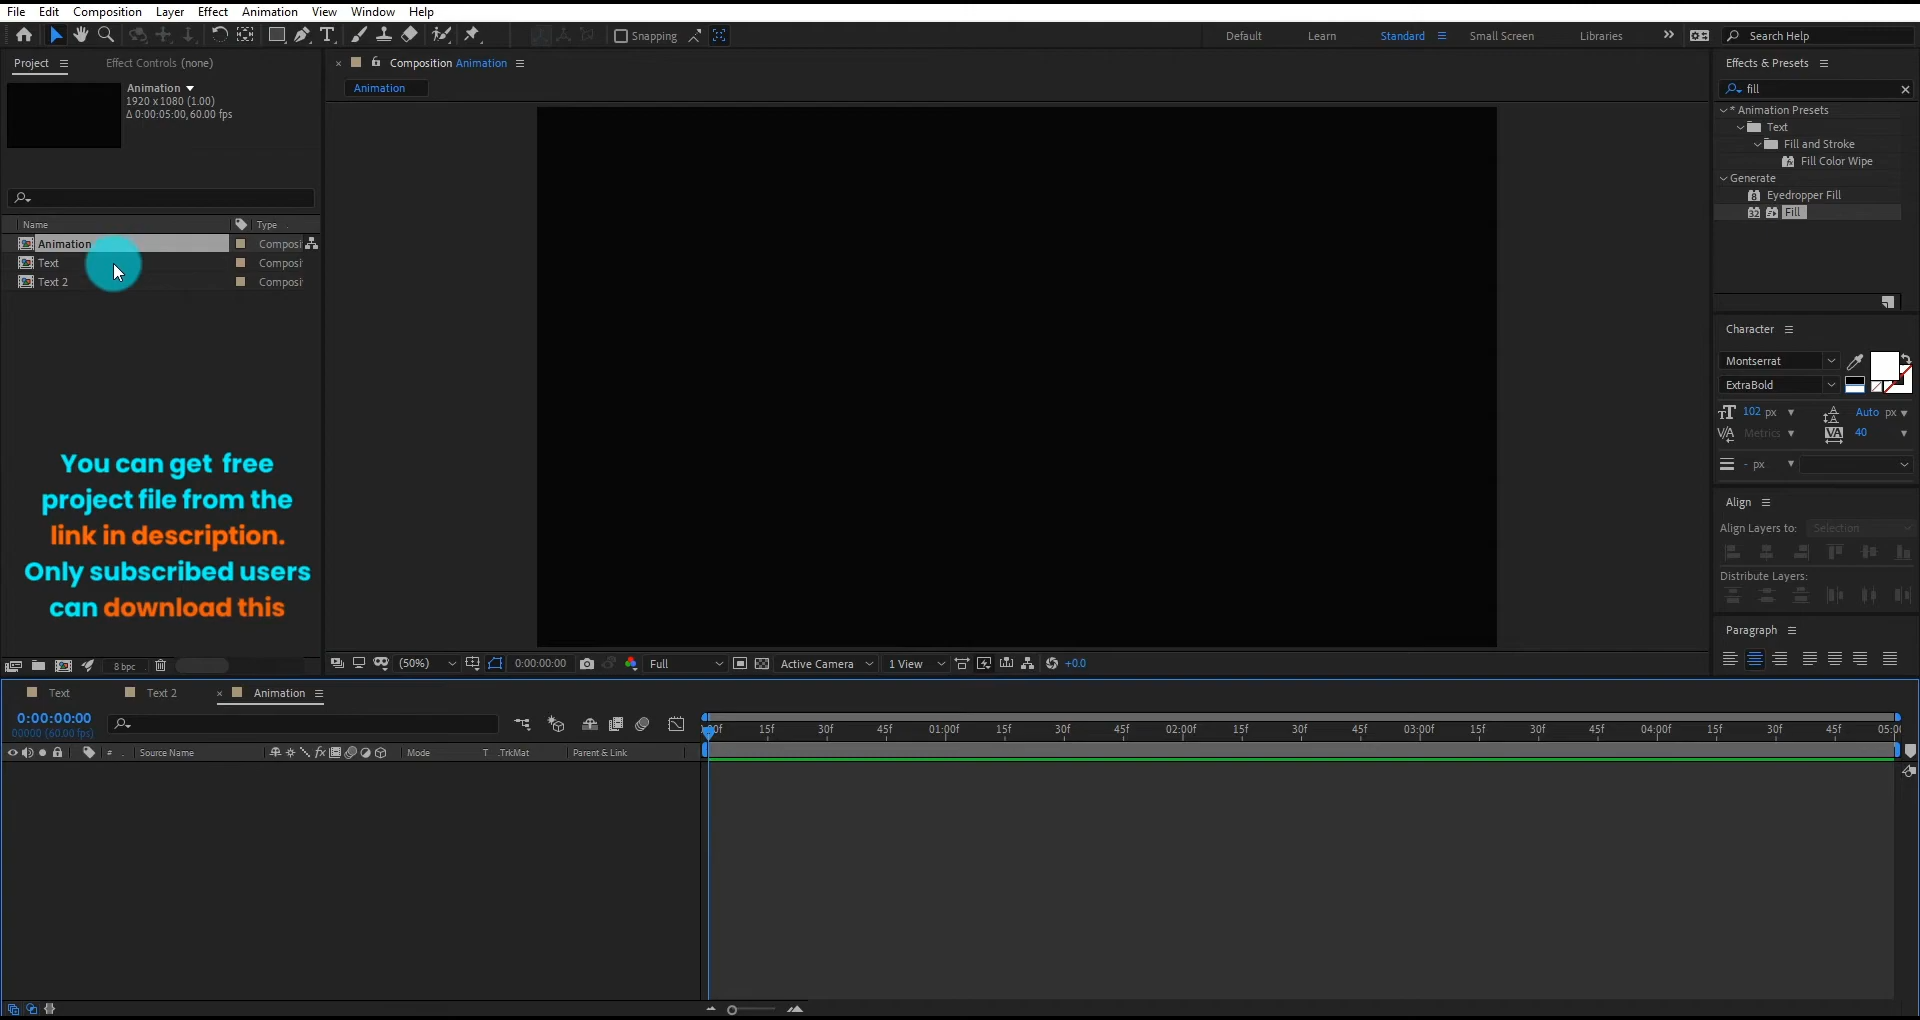 File Edit Composition Layer Effect Animation View Window Help
Snapping Default Learn Standard Small Screen Libraries Search Help
Project Effect Controls (none) Composition Animation Effects & Presets
Animation
1920 x 1080 (1.00)
Δ 0:00:05:00, 60.00 fps
Animation
fill
* Animation Presets
Text
Fill and Stroke
Fill Color Wipe
Generate
Eyedropper Fill
Fill
Name Type
Animation Composi
Text Composi
Text 2 Composi
Character
Montserrat
ExtraBold
102 px Auto px
Metrics 40
- px
You can get free
project file from the
link in description.
Only subscribed users
can download this
Align
Align Layers to: Selection
Distribute Layers:
Paragraph
8 bpc (50%) 0:00:00:00 Full Active Camera 1 View +0.0
Text Text 2 Animation
0:00:00:00
00000 (60.00 fps)
:00f 15f 30f 45f 01:00f 15f 30f 45f 02:00f 15f 30f 45f 03:00f 15f 30f 45f 04:00f 15f 30f 45f 05:00
# Source Name fx Mode T .TrkMat Parent & Link